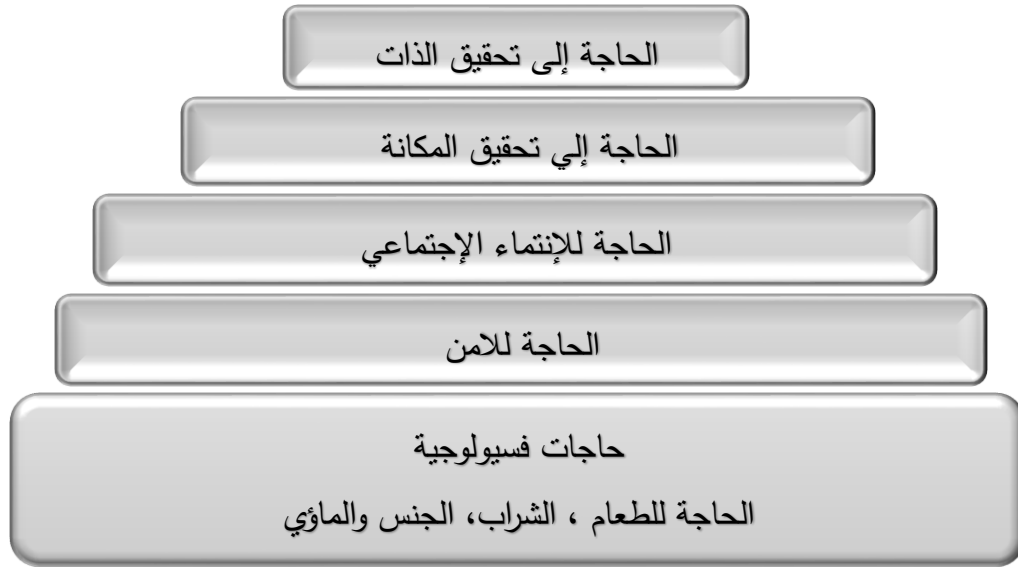 الحاجة إلى تحقيق الذات
الحاجة إلي تحقيق المكانة
الحاجة للإنتماء الإجتماعي
الحاجة للامن
حاجات فسيولوجية
الحاجة للطعام ، الشراب، الجنس والماؤي